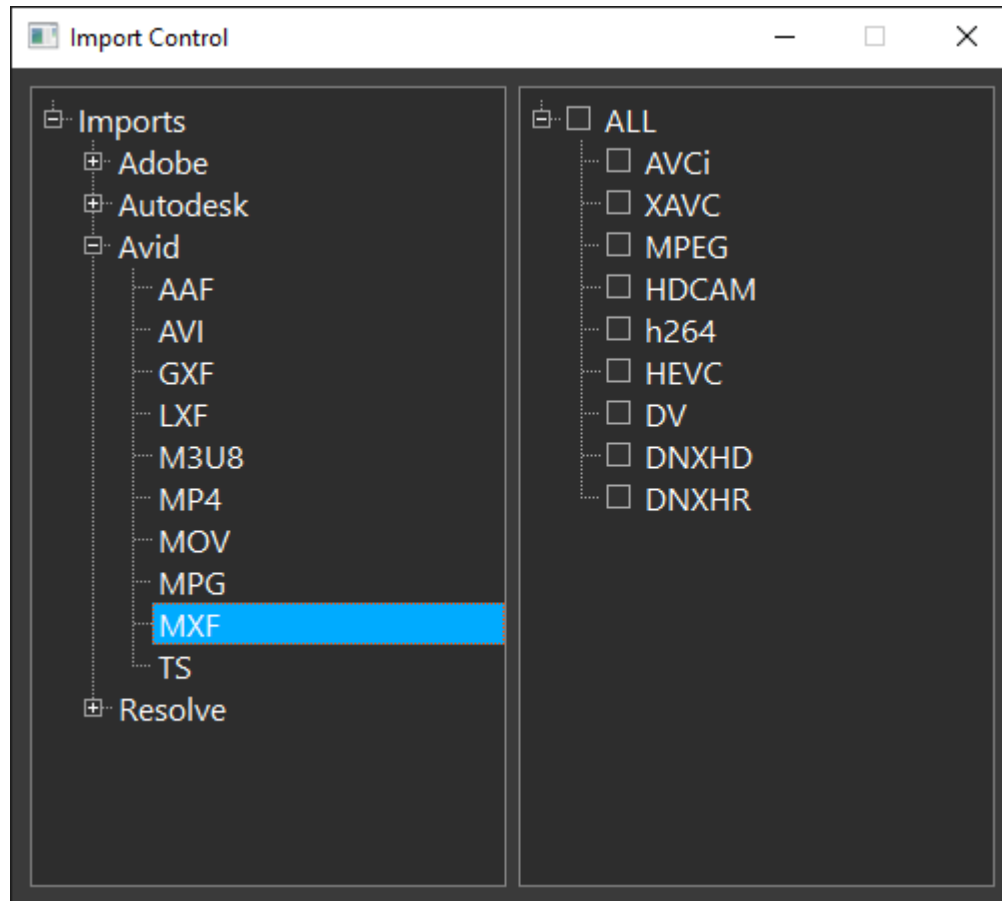 Import Control
Imports
Adobe
Autodesk
Avid
AAF
AVI
GXF
LXF
M3U8
MP4
MOV
MPG
MXF
TS
Resolve
ALL
AVCi
XAVC
MPEG
HDCAM
h264
HEVC
DV
DNXHD
DNXHR